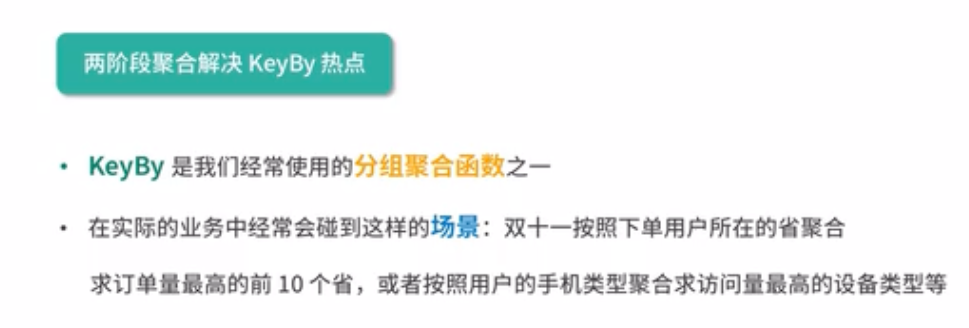 两阶段聚合解决 KeyBy 热点
• KeyBy 是我们经常使用的分组聚合函数之一
• 在实际的业务中经常会碰到这样的场景：双十一按照下单用户所在的省聚合
求订单量最高的前 10 个省，或者按照用户的手机类型聚合求访问量最高的设备类型等